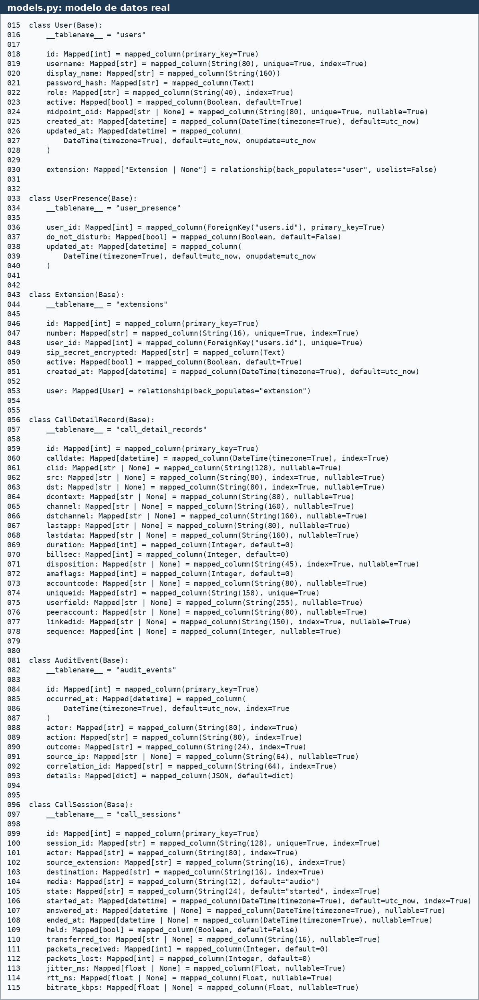 models.py: modelo de datos real
015  class User(Base):
016      __tablename__ = "users"
017
018      id: Mapped[int] = mapped_column(primary_key=True)
019      username: Mapped[str] = mapped_column(String(80), unique=True, index=True)
020      display_name: Mapped[str] = mapped_column(String(160))
021      password_hash: Mapped[str] = mapped_column(Text)
022      role: Mapped[str] = mapped_column(String(40), index=True)
023      active: Mapped[bool] = mapped_column(Boolean, default=True)
024      midpoint_oid: Mapped[str | None] = mapped_column(String(80), unique=True, nullable=True)
025      created_at: Mapped[datetime] = mapped_column(DateTime(timezone=True), default=utc_now)
026      updated_at: Mapped[datetime] = mapped_column(
027          DateTime(timezone=True), default=utc_now, onupdate=utc_now
028      )
029
030      extension: Mapped["Extension | None"] = relationship(back_populates="user", uselist=False)
031
032
033  class UserPresence(Base):
034      __tablename__ = "user_presence"
035
036      user_id: Mapped[int] = mapped_column(ForeignKey("users.id"), primary_key=True)
037      do_not_disturb: Mapped[bool] = mapped_column(Boolean, default=False)
038      updated_at: Mapped[datetime] = mapped_column(
039          DateTime(timezone=True), default=utc_now, onupdate=utc_now
040      )
041
042
043  class Extension(Base):
044      __tablename__ = "extensions"
045
046      id: Mapped[int] = mapped_column(primary_key=True)
047      number: Mapped[str] = mapped_column(String(16), unique=True, index=True)
048      user_id: Mapped[int] = mapped_column(ForeignKey("users.id"), unique=True)
049      sip_secret_encrypted: Mapped[str] = mapped_column(Text)
050      active: Mapped[bool] = mapped_column(Boolean, default=True)
051      created_at: Mapped[datetime] = mapped_column(DateTime(timezone=True), default=utc_now)
052
053      user: Mapped[User] = relationship(back_populates="extension")
054
055
056  class CallDetailRecord(Base):
057      __tablename__ = "call_detail_records"
058
059      id: Mapped[int] = mapped_column(primary_key=True)
060      calldate: Mapped[datetime] = mapped_column(DateTime(timezone=True), index=True)
061      clid: Mapped[str | None] = mapped_column(String(128), nullable=True)
062      src: Mapped[str | None] = mapped_column(String(80), index=True, nullable=True)
063      dst: Mapped[str | None] = mapped_column(String(80), index=True, nullable=True)
064      dcontext: Mapped[str | None] = mapped_column(String(80), nullable=True)
065      channel: Mapped[str | None] = mapped_column(String(160), nullable=True)
066      dstchannel: Mapped[str | None] = mapped_column(String(160), nullable=True)
067      lastapp: Mapped[str | None] = mapped_column(String(80), nullable=True)
068      lastdata: Mapped[str | None] = mapped_column(String(160), nullable=True)
069      duration: Mapped[int] = mapped_column(Integer, default=0)
070      billsec: Mapped[int] = mapped_column(Integer, default=0)
071      disposition: Mapped[str | None] = mapped_column(String(45), index=True, nullable=True)
072      amaflags: Mapped[int] = mapped_column(Integer, default=0)
073      accountcode: Mapped[str | None] = mapped_column(String(80), nullable=True)
074      uniqueid: Mapped[str] = mapped_column(String(150), unique=True)
075      userfield: Mapped[str | None] = mapped_column(String(255), nullable=True)
076      peeraccount: Mapped[str | None] = mapped_column(String(80), nullable=True)
077      linkedid: Mapped[str | None] = mapped_column(String(150), index=True, nullable=True)
078      sequence: Mapped[int | None] = mapped_column(Integer, nullable=True)
079
080
081  class AuditEvent(Base):
082      __tablename__ = "audit_events"
083
084      id: Mapped[int] = mapped_column(primary_key=True)
085      occurred_at: Mapped[datetime] = mapped_column(
086          DateTime(timezone=True), default=utc_now, index=True
087      )
088      actor: Mapped[str] = mapped_column(String(80), index=True)
089      action: Mapped[str] = mapped_column(String(80), index=True)
090      outcome: Mapped[str] = mapped_column(String(24), index=True)
091      source_ip: Mapped[str | None] = mapped_column(String(64), nullable=True)
092      correlation_id: Mapped[str] = mapped_column(String(64), index=True)
093      details: Mapped[dict] = mapped_column(JSON, default=dict)
094
095
096  class CallSession(Base):
097      __tablename__ = "call_sessions"
098
099      id: Mapped[int] = mapped_column(primary_key=True)
100      session_id: Mapped[str] = mapped_column(String(128), unique=True, index=True)
101      actor: Mapped[str] = mapped_column(String(80), index=True)
102      source_extension: Mapped[str] = mapped_column(String(16), index=True)
103      destination: Mapped[str] = mapped_column(String(16), index=True)
104      media: Mapped[str] = mapped_column(String(12), default="audio")
105      state: Mapped[str] = mapped_column(String(24), default="started", index=True)
106      started_at: Mapped[datetime] = mapped_column(DateTime(timezone=True), default=utc_now, index=True)
107      answered_at: Mapped[datetime | None] = mapped_column(DateTime(timezone=True), nullable=True)
108      ended_at: Mapped[datetime | None] = mapped_column(DateTime(timezone=True), nullable=True)
109      held: Mapped[bool] = mapped_column(Boolean, default=False)
110      transferred_to: Mapped[str | None] = mapped_column(String(16), nullable=True)
111      packets_received: Mapped[int] = mapped_column(Integer, default=0)
112      packets_lost: Mapped[int] = mapped_column(Integer, default=0)
113      jitter_ms: Mapped[float | None] = mapped_column(Float, nullable=True)
114      rtt_ms: Mapped[float | None] = mapped_column(Float, nullable=True)
115      bitrate_kbps: Mapped[float | None] = mapped_column(Float, nullable=True)